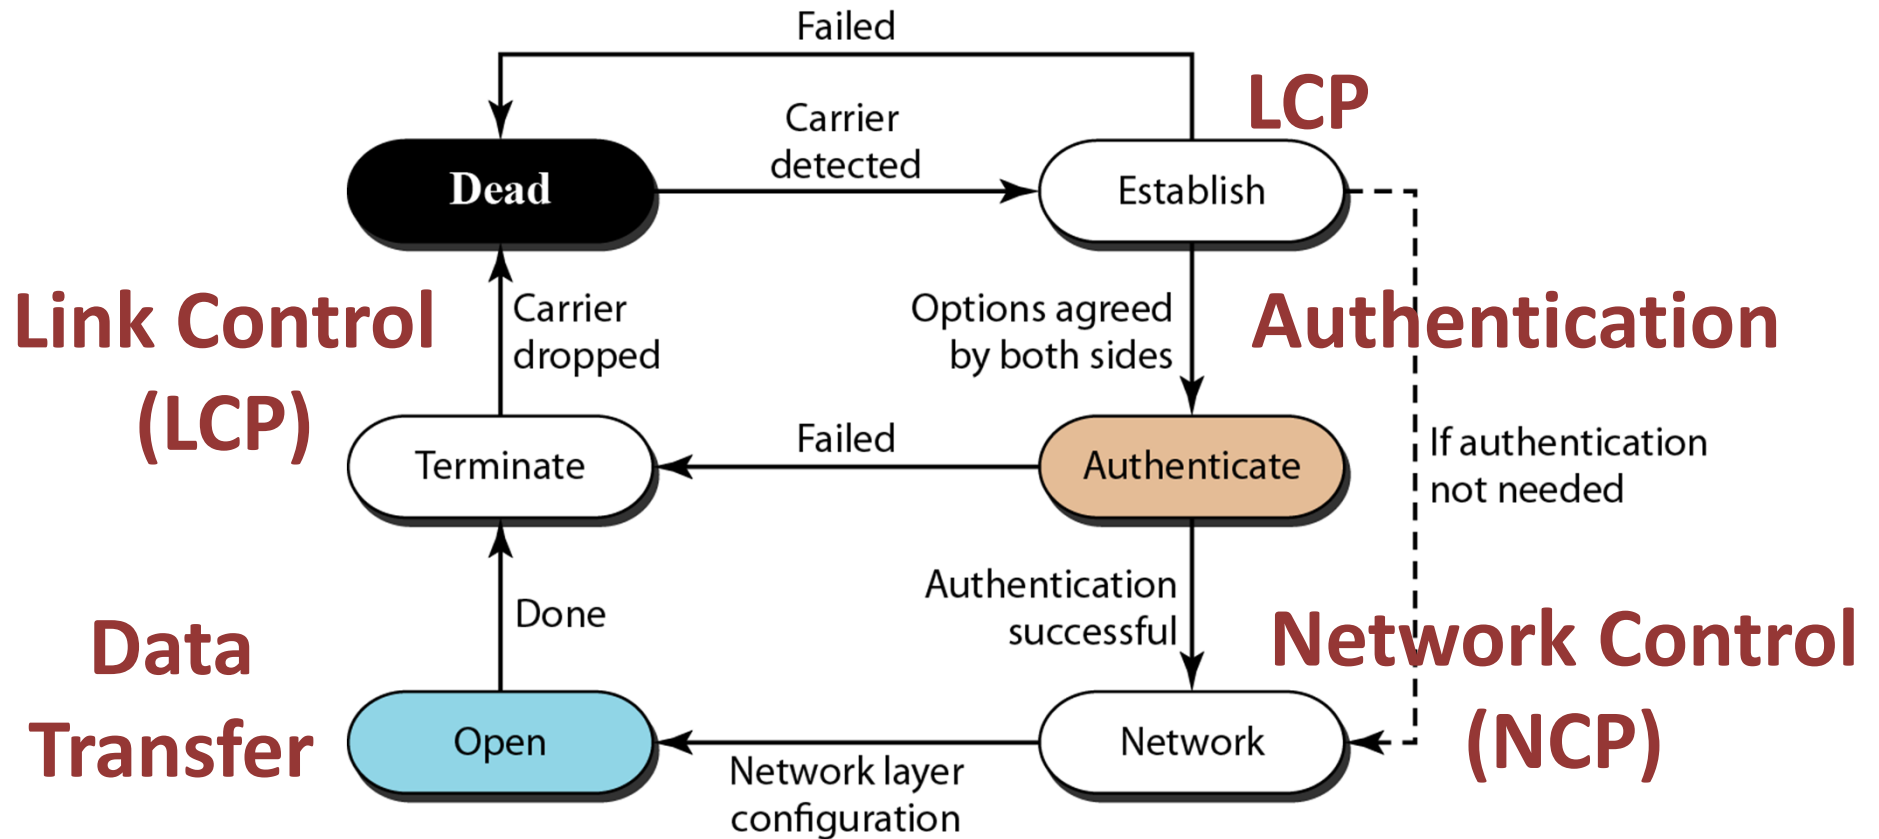 Failed
LCP
Carrier
detected
Dead
Establish
Link Control
(LCP)
Carrier
dropped
Options agreed
by both sides
Authentication
Terminate
Failed
Authenticate
If authentication
not needed
Data
Transfer
Done
Authentication
successful
Network Control
(NCP)
Open
Network layer
configuration
Network